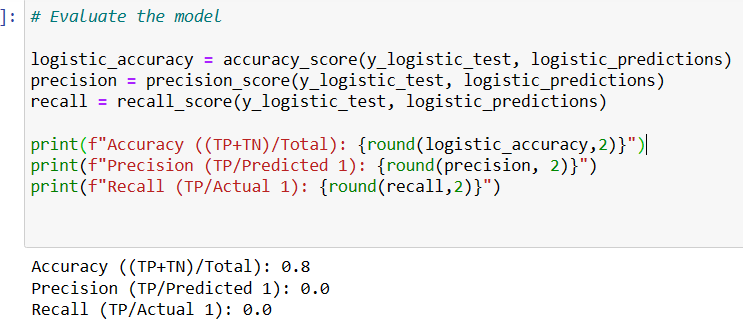 ]: # Evaluate the model
logistic_accuracy = accuracy_score(y_logistic_test, logistic_predictions)
precision = precision_score(y_logistic_test, logistic_predictions)
recall = recall_score(y_logistic_test, logistic_predictions)
print(f"Accuracy ((TP+TN)/Total): {round(logistic_accuracy,2)}")
print(f"Precision (TP/Predicted 1): {round(precision, 2)}")
print(f"Recall (TP/Actual 1): {round(recall,2)}")
Accuracy ((TP+TN)/Total): 0.8
Precision (TP/Predicted 1): 0.0
Recall (TP/Actual 1): 0.0